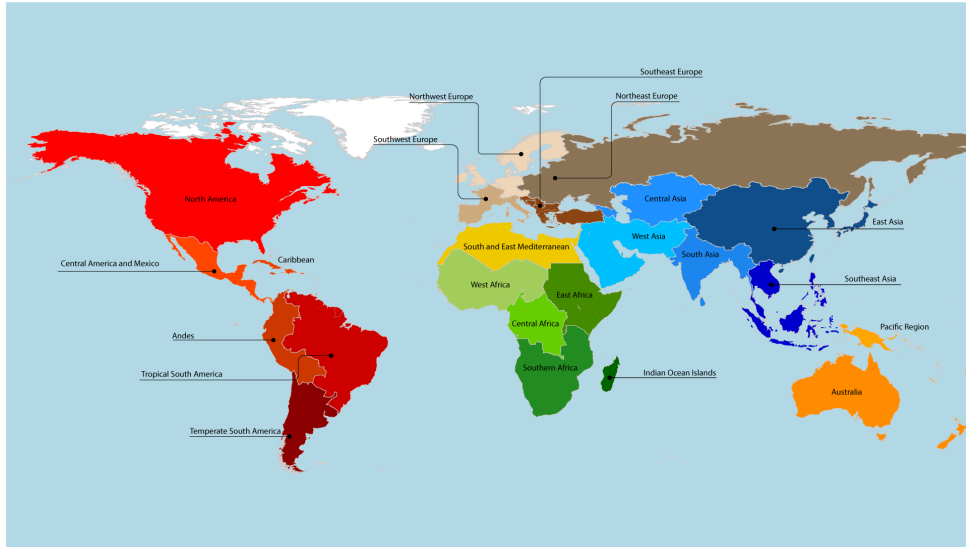 Southeast Europe
Northwest Europe
Northeast Europe
Southwest Europe
North America
Central Asia
East Asia
West Asia
South and East Mediterranean
South Asia
Caribbean
Central America and Mexico
West Africa
East Africa
Southeast Asia
Central Africa
Pacific Region
Andes
Southern Africa
Tropical South America
Indian Ocean Islands
Australia
Temperate South America